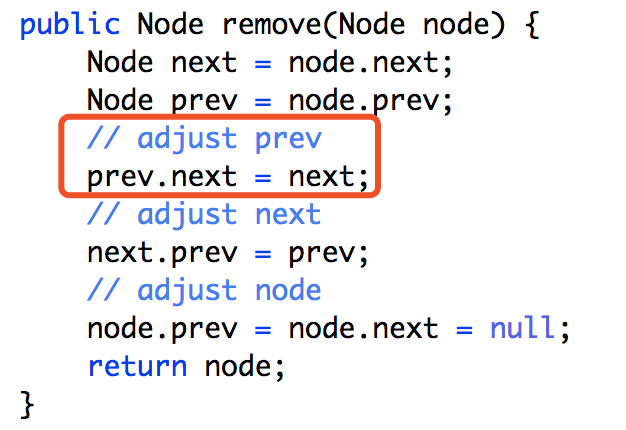 public Node remove(Node node) {
    Node next = node.next;
    Node prev = node.prev;
    // adjust prev
    prev.next = next;
    // adjust next
    next.prev = prev;
    // adjust node
    node.prev = node.next = null;
    return node;
}